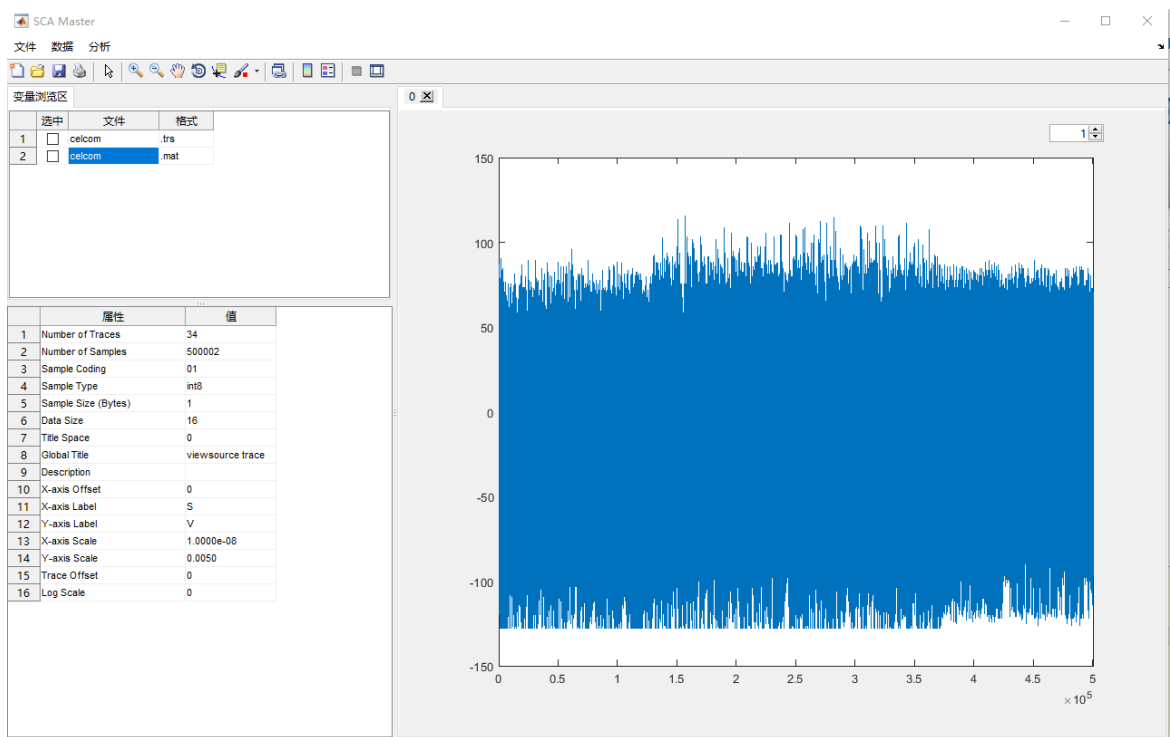 SCA Master
文件 数据 分析
变量浏览区
选中 文件 格式
1 celcom .trs
2 celcom .mat
属性 值
1 Number of Traces 34
2 Number of Samples 500002
3 Sample Coding 01
4 Sample Type int8
5 Sample Size (Bytes) 1
6 Data Size 16
7 Title Space 0
8 Global Title viewsource trace
9 Description
10 X-axis Offset 0
11 X-axis Label S
12 Y-axis Label V
13 X-axis Scale 1.0000e-08
14 Y-axis Scale 0.0050
15 Trace Offset 0
16 Log Scale 0
0
1
150
100
50
0
-50
-100
-150
0 0.5 1 1.5 2 2.5 3 3.5 4 4.5 5
×10⁵